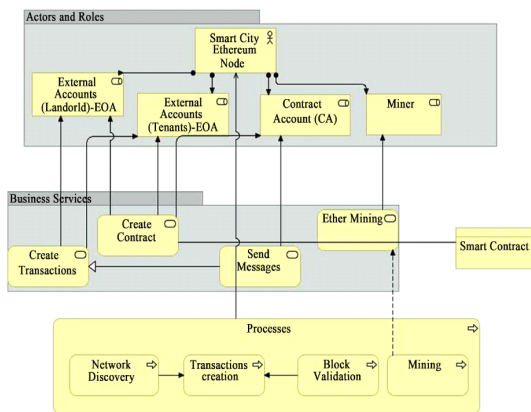 Actors and Roles
Smart City
Ethereum
Node
External
Accounts
(Landorld)-EOA
External
Accounts
(Tenants)-EOA
Contract
Account (CA)
Miner
Business Services
Create
Contract
Ether Mining
Create
Transactions
Send
Messages
Smart Contract
Processes
Network
Discovery
Transactions
creation
Block
Validation
Mining